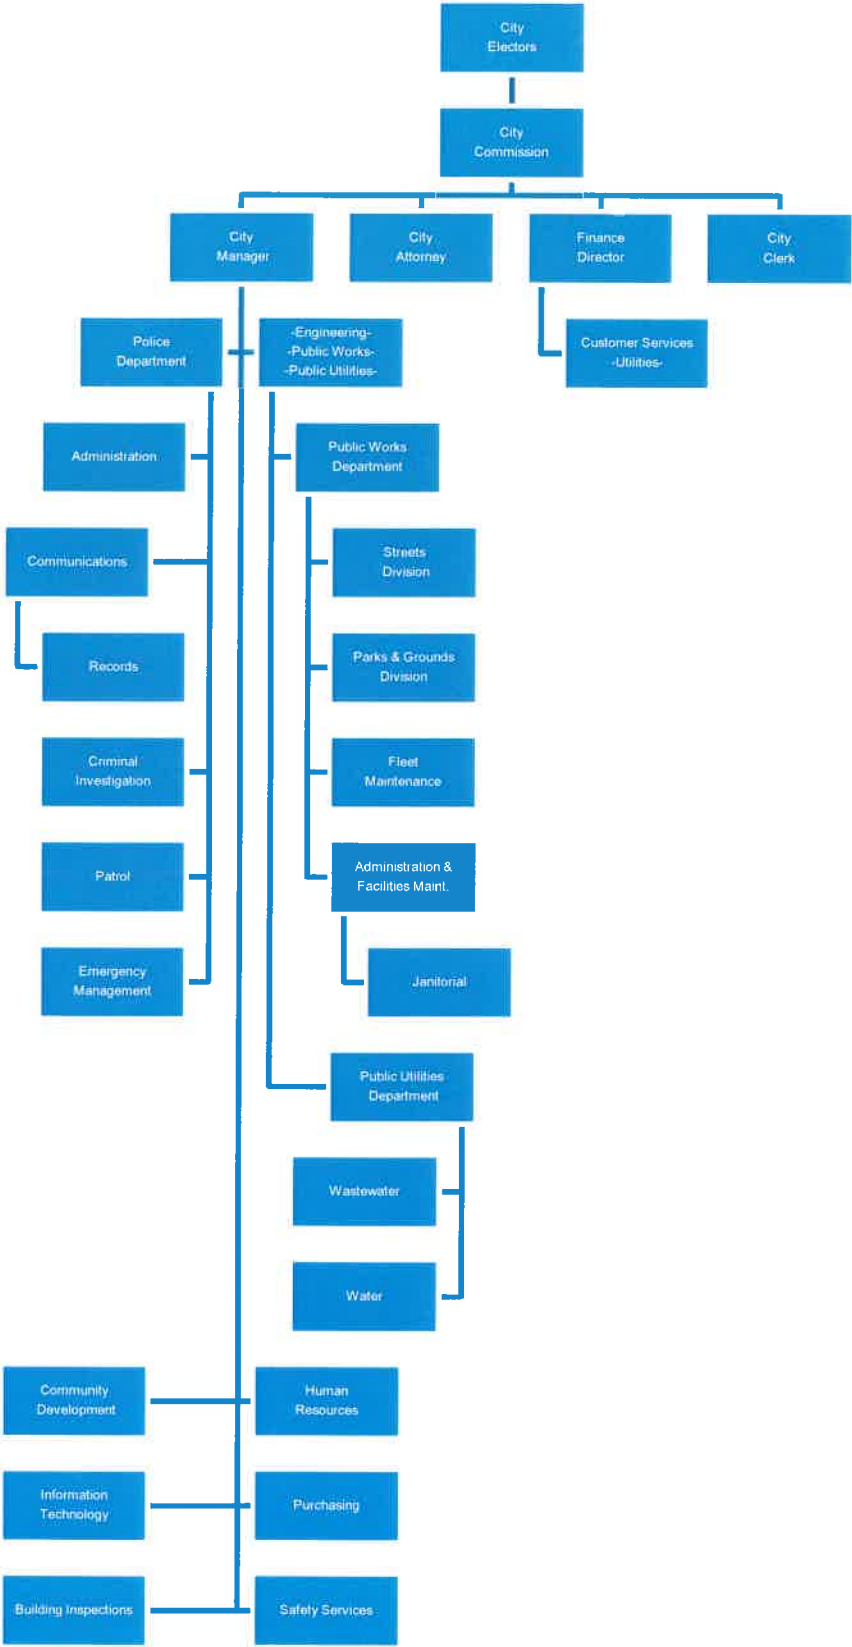 City
Electors
City
Commission
City
Manager
City
Attorney
Finance
Director
City
Clerk
Police
Department
-Engineering-
-Public Works-
-Public Utilities-
Customer Services
-Utilities-
Administration
Public Works
Department
Communications
Streets
Division
Records
Parks & Grounds
Division
Criminal
Investigation
Fleet
Maintenance
Patrol
Administration &
Facilities Maint.
Emergency
Management
Janitorial
Public Utilities
Department
Wastewater
Water
Community
Development
Human
Resources
Information
Technology
Purchasing
Building Inspections
Safety Services